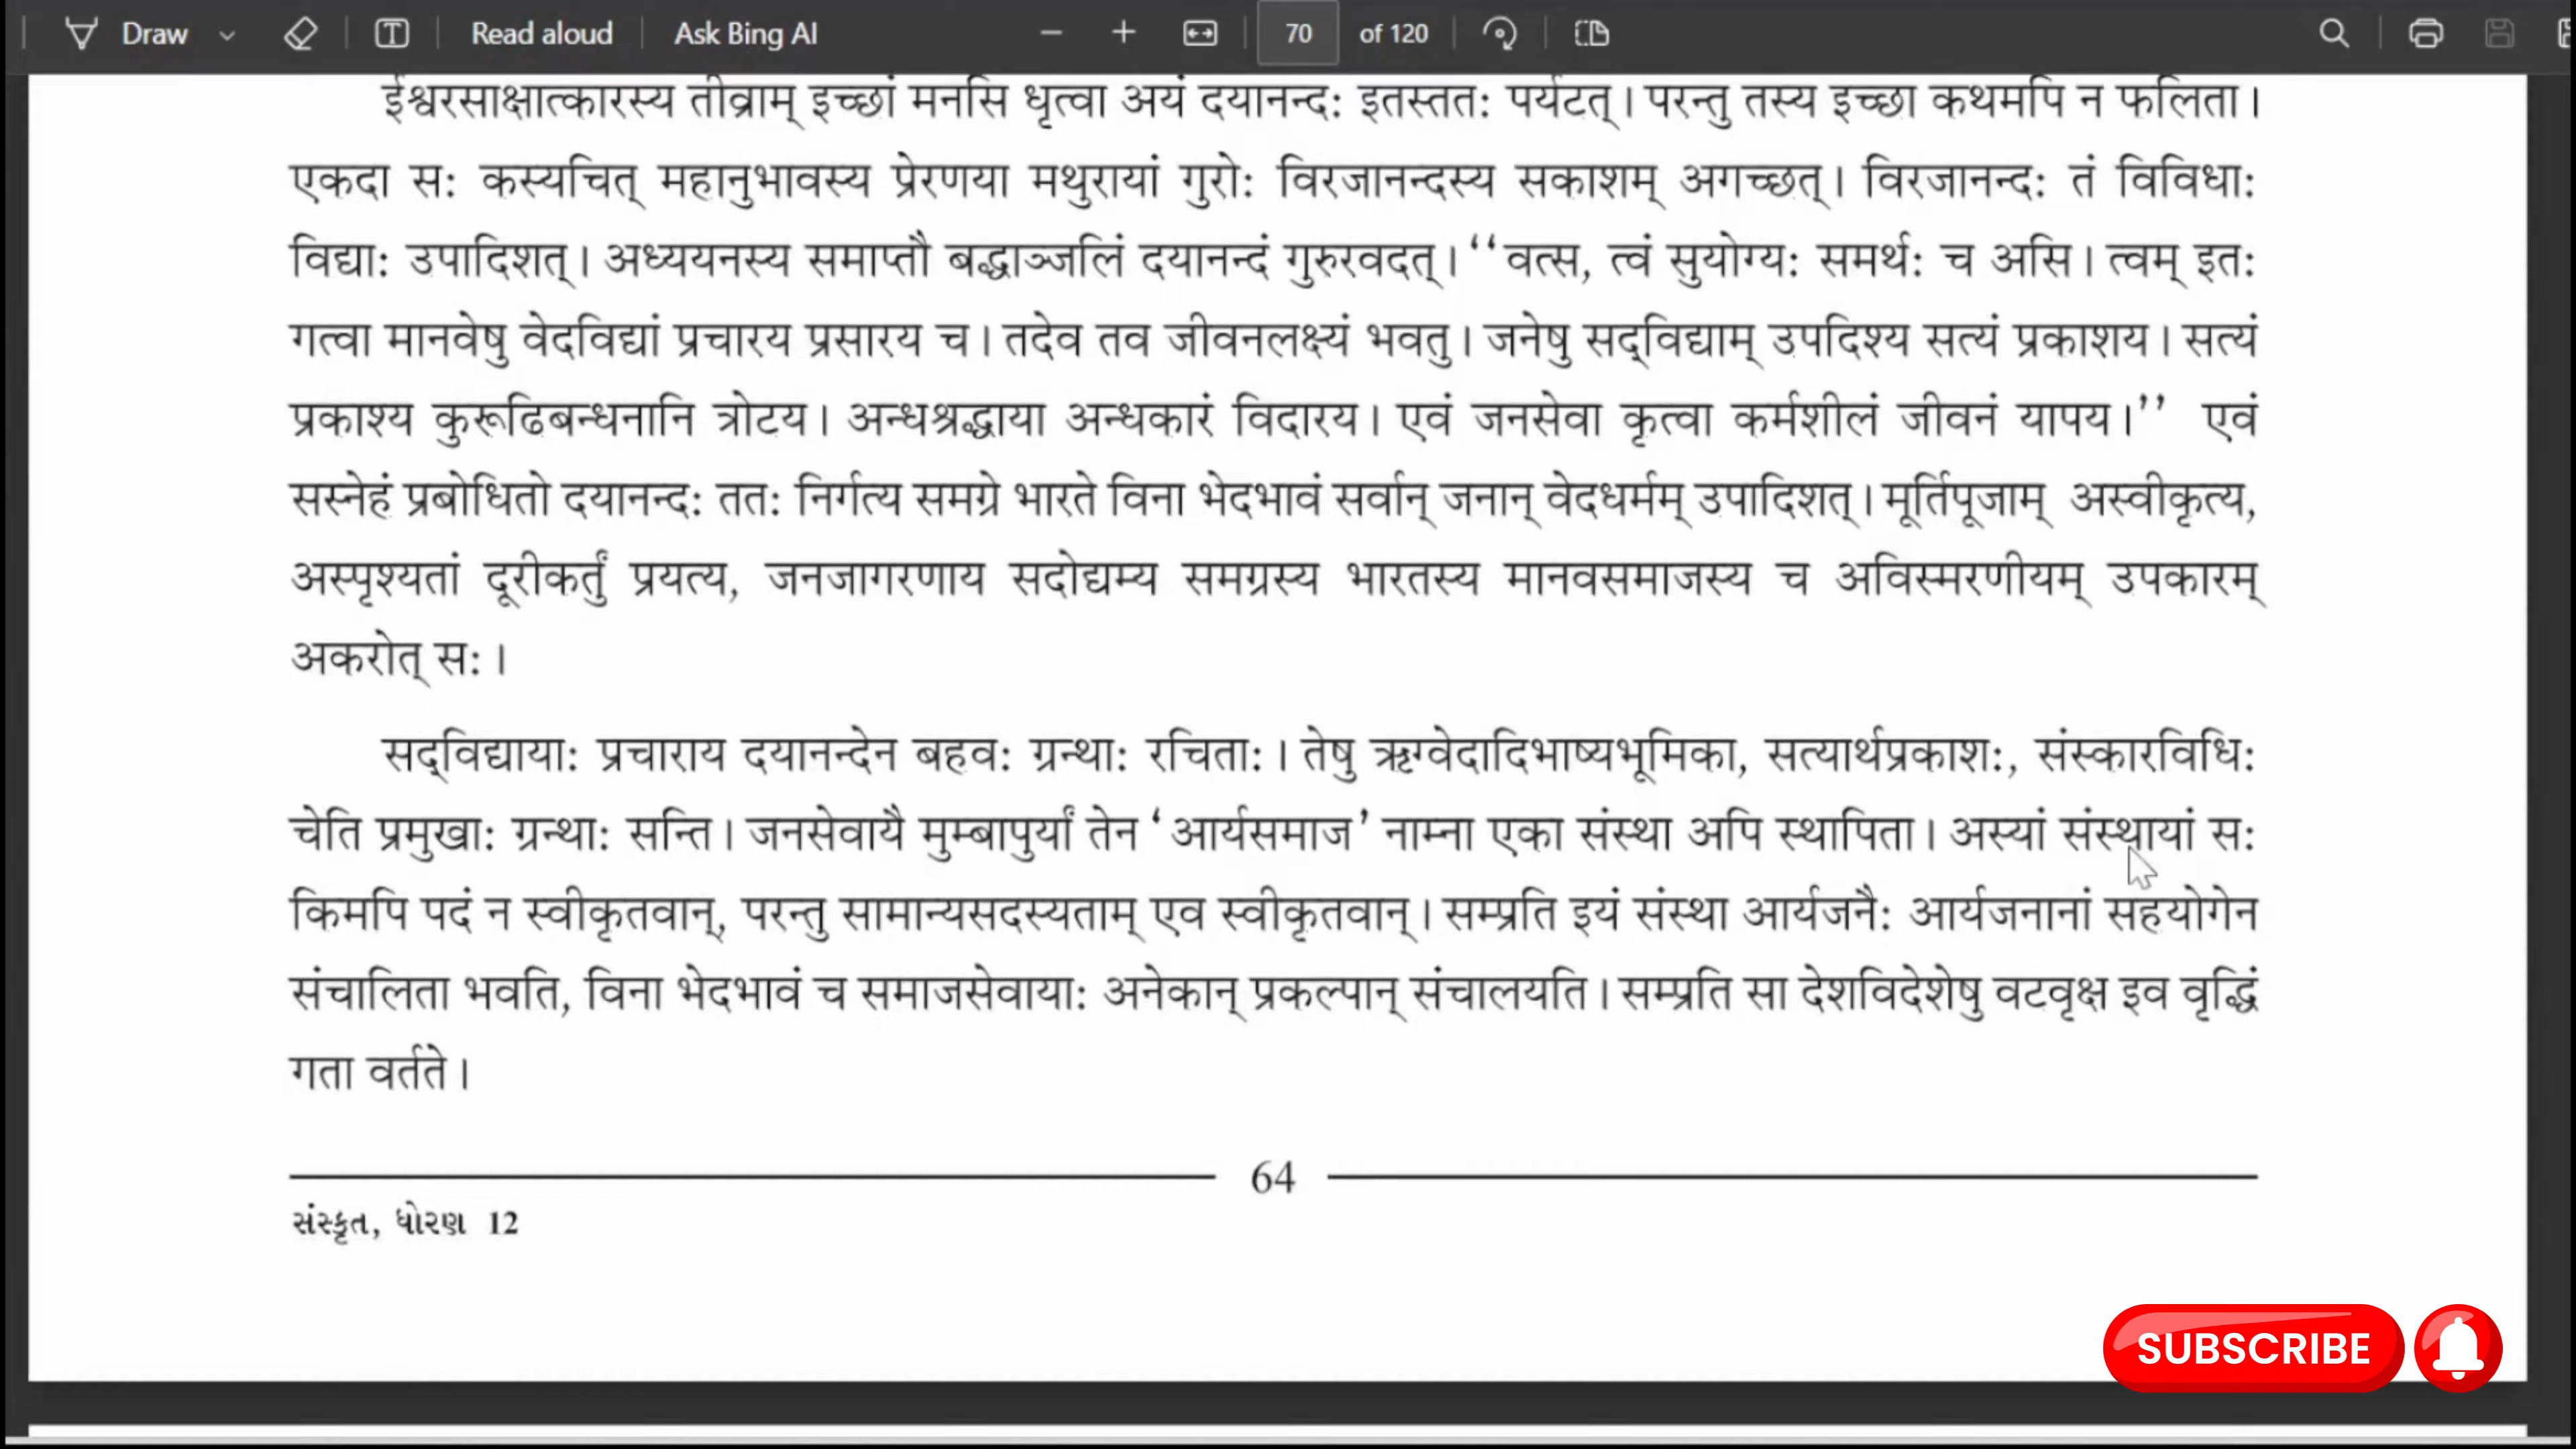 Draw Read aloud Ask Bing AI 70 of 120
ईश्वरसाक्षात्कारस्य तीव्राम् इच्छां मनसि धृत्वा अयं दयानन्दः इतस्ततः पर्यटत्। परन्तु तस्य इच्छा कथमपि न फलिता।
एकदा सः कस्यचित् महानुभावस्य प्रेरणया मथुरायां गुरोः विरजानन्दस्य सकाशम् अगच्छत्। विरजानन्दः तं विविधाः
विद्याः उपादिशत्। अध्ययनस्य समाप्तौ बद्धाञ्जलिं दयानन्दं गुरुरवदत्। ‘‘वत्स, त्वं सुयोग्यः समर्थः च असि। त्वम् इतः
गत्वा मानवेषु वेदविद्यां प्रचारय प्रसारय च। तदेव तव जीवनलक्ष्यं भवतु। जनेषु सद्‌विद्याम् उपदिश्य सत्यं प्रकाशय। सत्यं
प्रकाश्य कुरूढिबन्धनानि त्रोटय। अन्धश्रद्धाया अन्धकारं विदारय। एवं जनसेवा कृत्वा कर्मशीलं जीवनं यापय।’’ एवं
सस्नेहं प्रबोधितो दयानन्दः ततः निर्गत्य समग्रे भारते विना भेदभावं सर्वान् जनान् वेदधर्मम् उपादिशत्। मूर्तिपूजाम् अस्वीकृत्य,
अस्पृश्यतां दूरीकर्तुं प्रयत्य, जनजागरणाय सदोद्यम्य समग्रस्य भारतस्य मानवसमाजस्य च अविस्मरणीयम् उपकारम्
अकरोत् सः।
सद्‌विद्यायाः प्रचाराय दयानन्देन बहवः ग्रन्थाः रचिताः। तेषु ऋग्वेदादिभाष्यभूमिका, सत्यार्थप्रकाशः, संस्कारविधिः
चेति प्रमुखाः ग्रन्थाः सन्ति। जनसेवायै मुम्बापुर्यां तेन ‘आर्यसमाज’ नाम्ना एका संस्था अपि स्थापिता। अस्यां संस्थायां सः
किमपि पदं न स्वीकृतवान्, परन्तु सामान्यसदस्यताम् एव स्वीकृतवान्। सम्प्रति इयं संस्था आर्यजनैः आर्यजनानां सहयोगेन
संचालिता भवति, विना भेदभावं च समाजसेवायाः अनेकान् प्रकल्पान् संचालयति। सम्प्रति सा देशविदेशेषु वटवृक्ष इव वृद्धिं
गता वर्तते।
64
સંસ્કૃત, ધોરણ 12
SUBSCRIBE